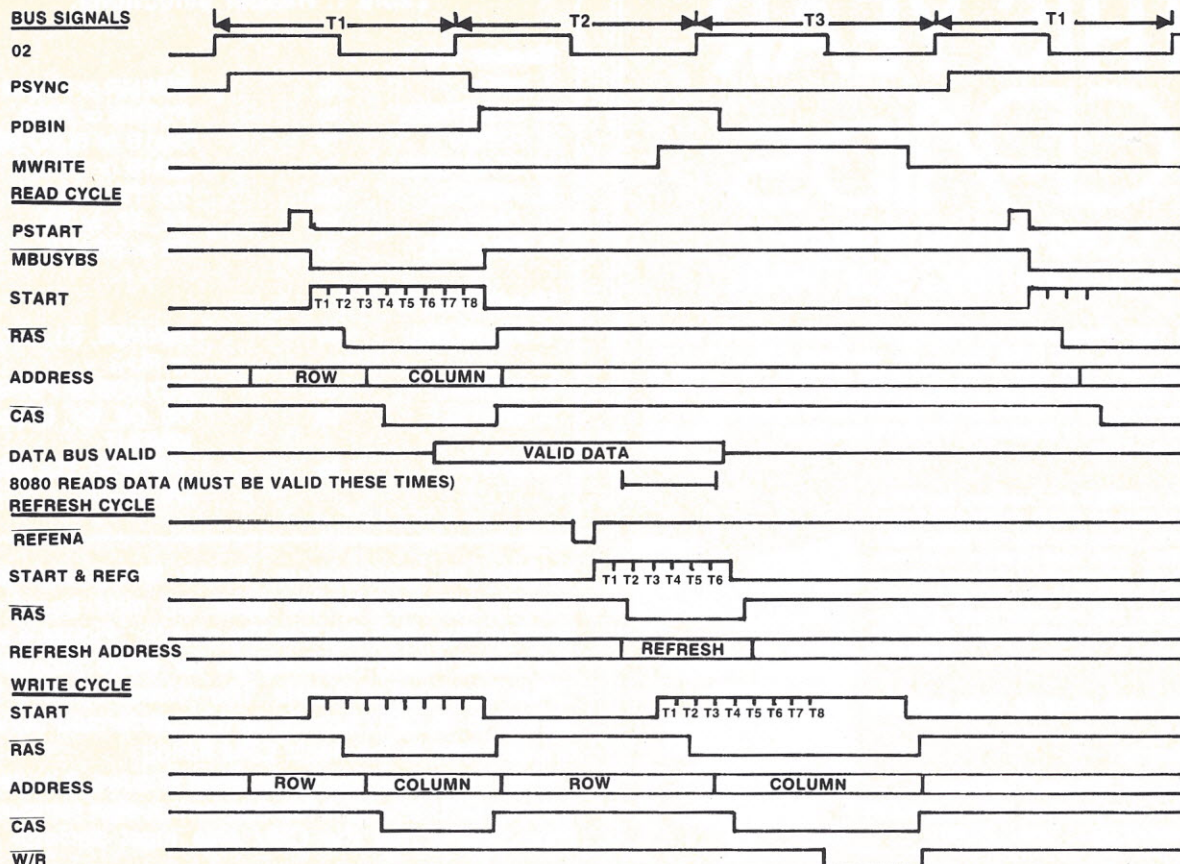 BUS SIGNALS T1 T2 T3 T1
02
PSYNC
PDBIN
MWRITE
READ CYCLE
PSTART
MBUSYBS
START T1 T2 T3 T4 T5 T6 T7 T8
RAS
ADDRESS ROW COLUMN
CAS
DATA BUS VALID VALID DATA
8080 READS DATA (MUST BE VALID THESE TIMES)
REFRESH CYCLE
REFENA
START & REFG T1 T2 T3 T4 T5 T6
RAS
REFRESH ADDRESS REFRESH
WRITE CYCLE
START T1 T2 T3 T4 T5 T6 T7 T8
RAS
ADDRESS ROW COLUMN ROW COLUMN
CAS
W/R